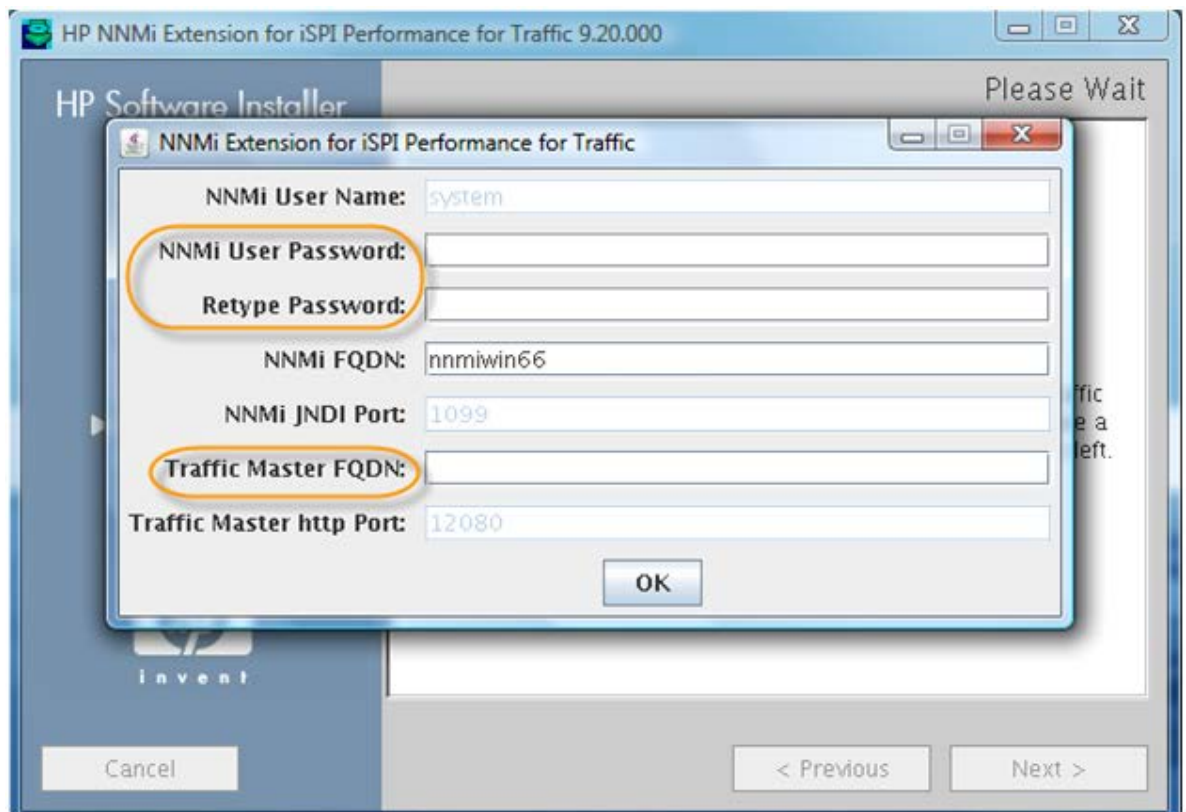 HP NNMi Extension for iSPI Performance for Traffic 9.20.000
HP Software Installer
Please Wait
NNMi Extension for iSPI Performance for Traffic
NNMi User Name: system
NNMi User Password:
Retype Password:
NNMi FQDN: nnmiwin66
NNMi JNDI Port: 1099
Traffic Master FQDN:
Traffic Master http Port: 12080
OK
a
left.
invent
Cancel
< Previous
Next >